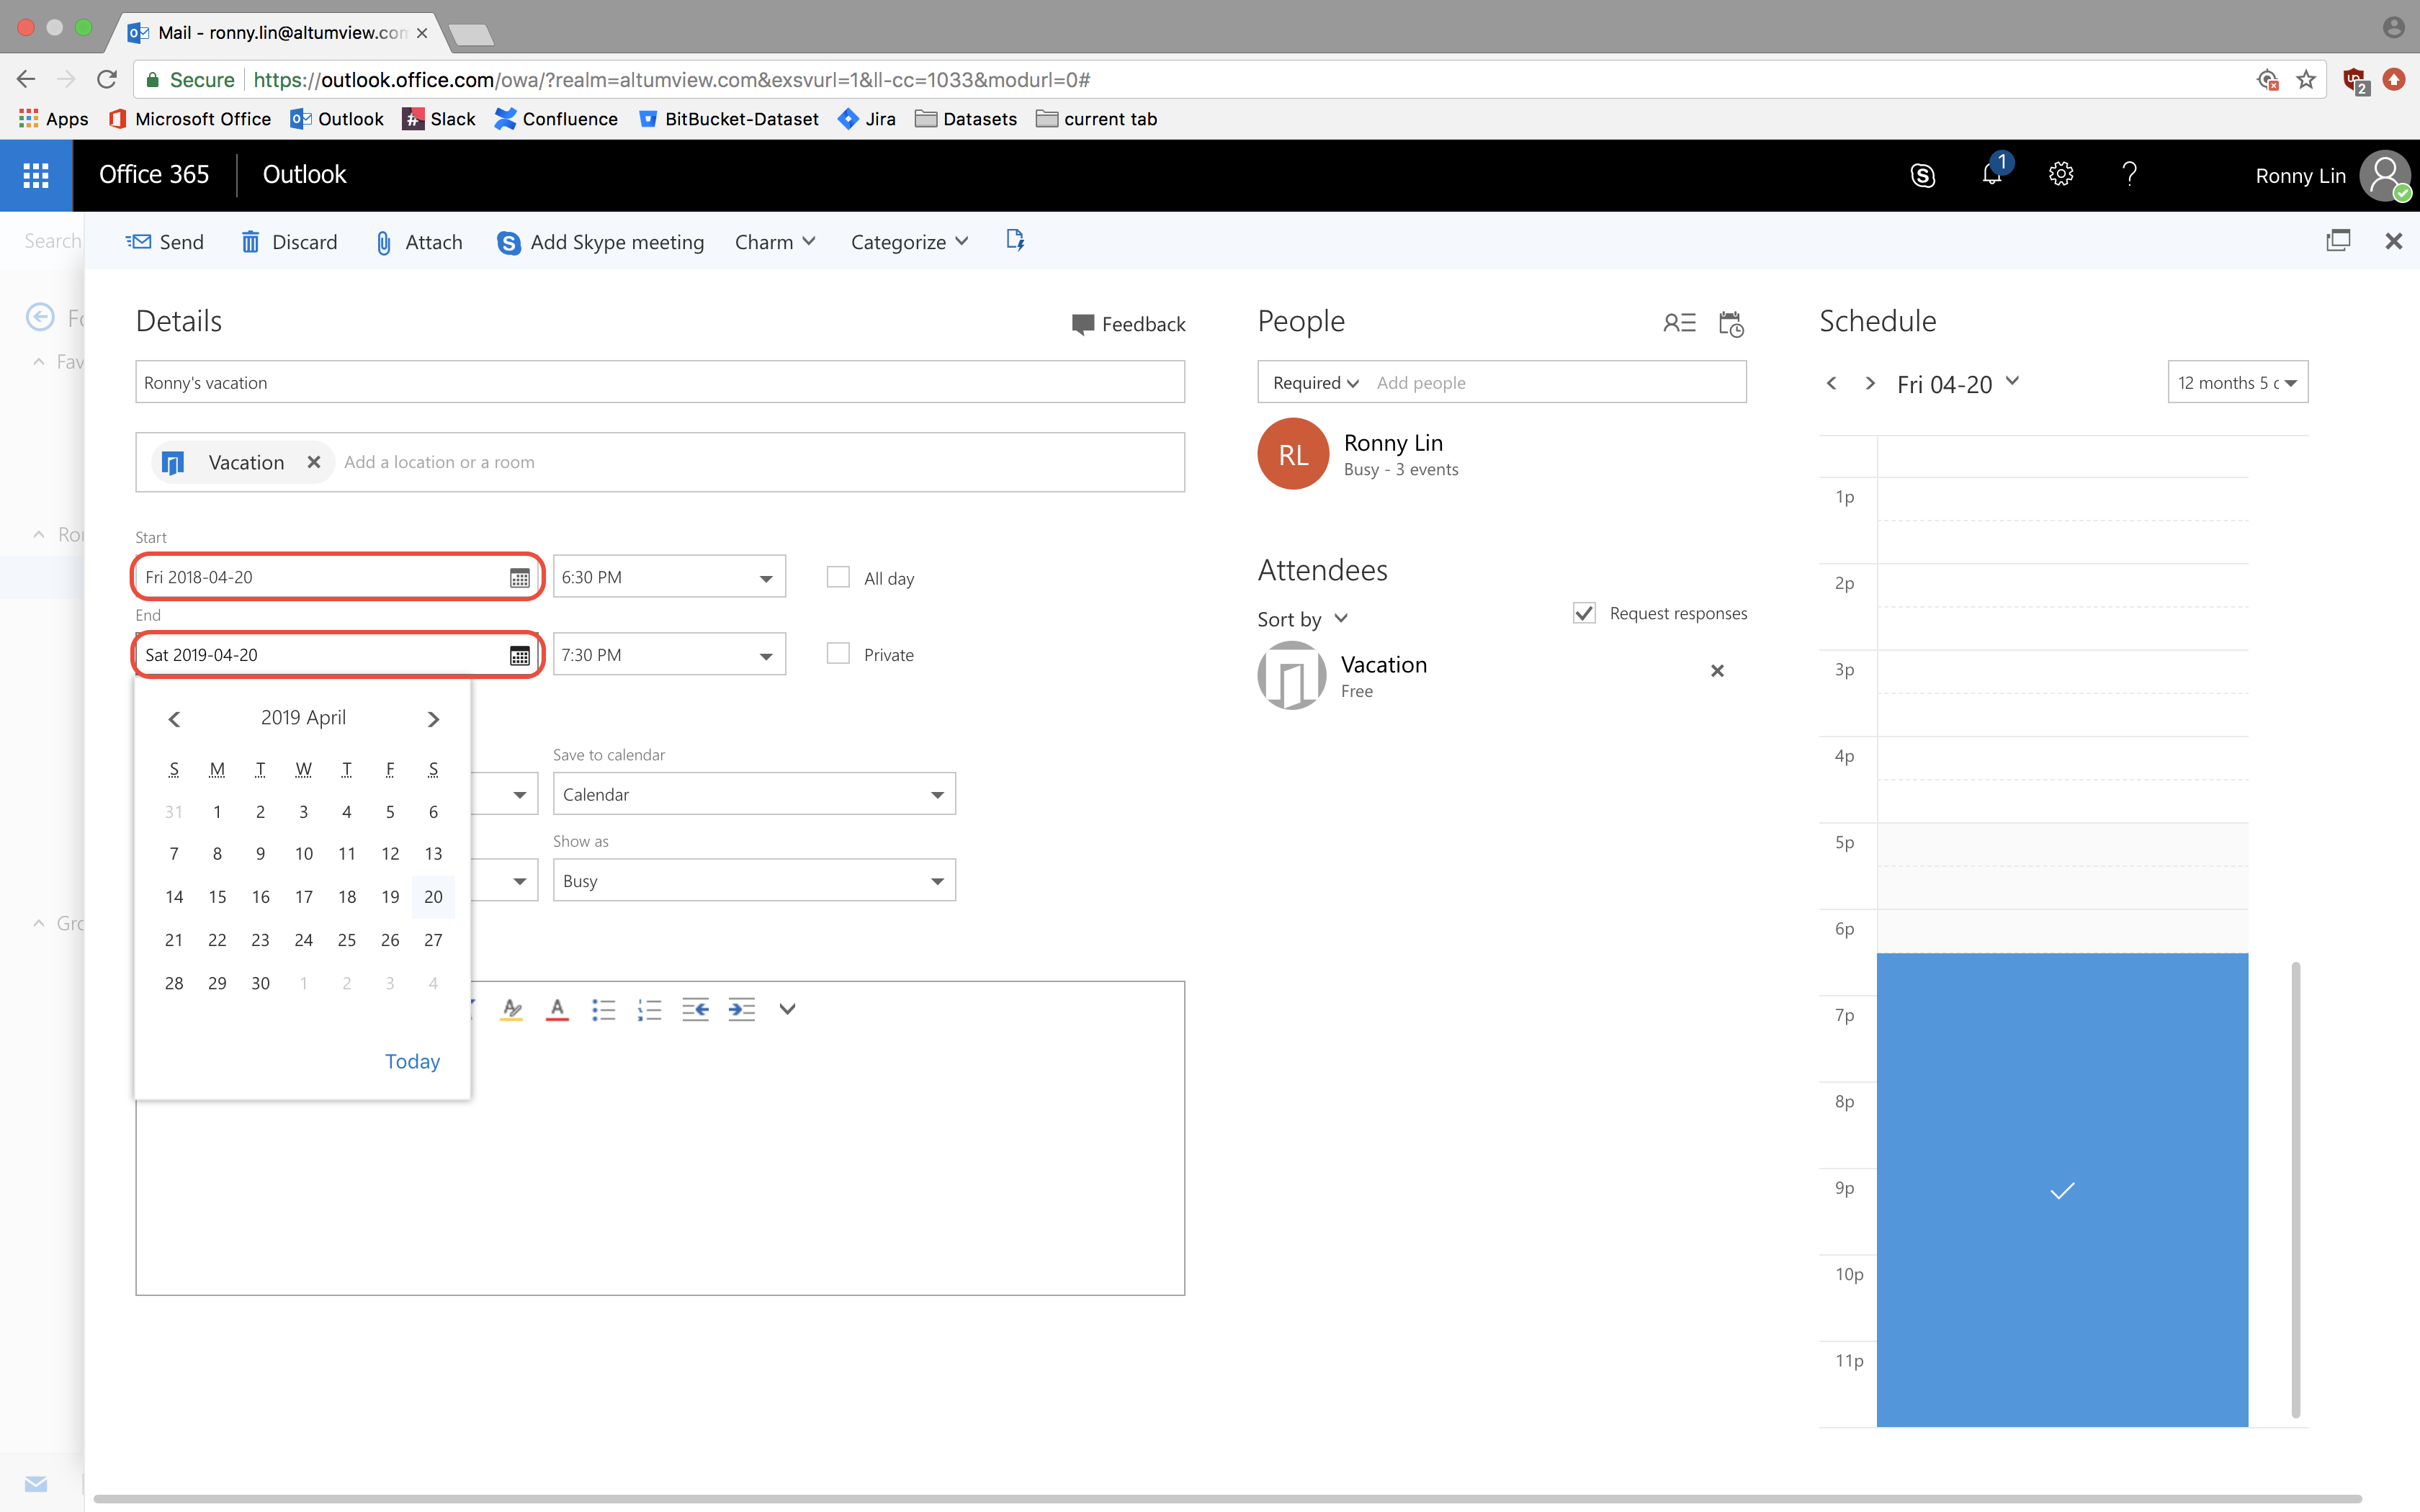 Mail - ronny.lin@altumview.com
Secure https://outlook.office.com/owa/?realm=altumview.com&exsvurl=1&ll-cc=1033&modurl=0#
2
Apps Microsoft Office Outlook Slack Confluence BitBucket-Dataset Jira Datasets current tab
Office 365 Outlook 1 ? Ronny Lin
Search Send Discard Attach Add Skype meeting Charm Categorize
Details Feedback People Schedule
Fav
Ronny's vacation Required Add people Fri 04-20 12 months 5
RL Ronny Lin
Vacation Add a location or a room Busy - 3 events
1p
Start
Fri 2018-04-20 6:30 PM All day Attendees 2p
End Sort by Request responses
Sat 2019-04-20 7:30 PM Private Vacation 3p
Free
2019 April
Save to calendar 4p
S M T W T F S
Calendar
31 1 2 3 4 5 6
Show as 5p
7 8 9 10 11 12 13
Busy
14 15 16 17 18 19 20
6p
21 22 23 24 25 26 27
28 29 30 1 2 3 4
7p
Today
8p
9p
10p
11p